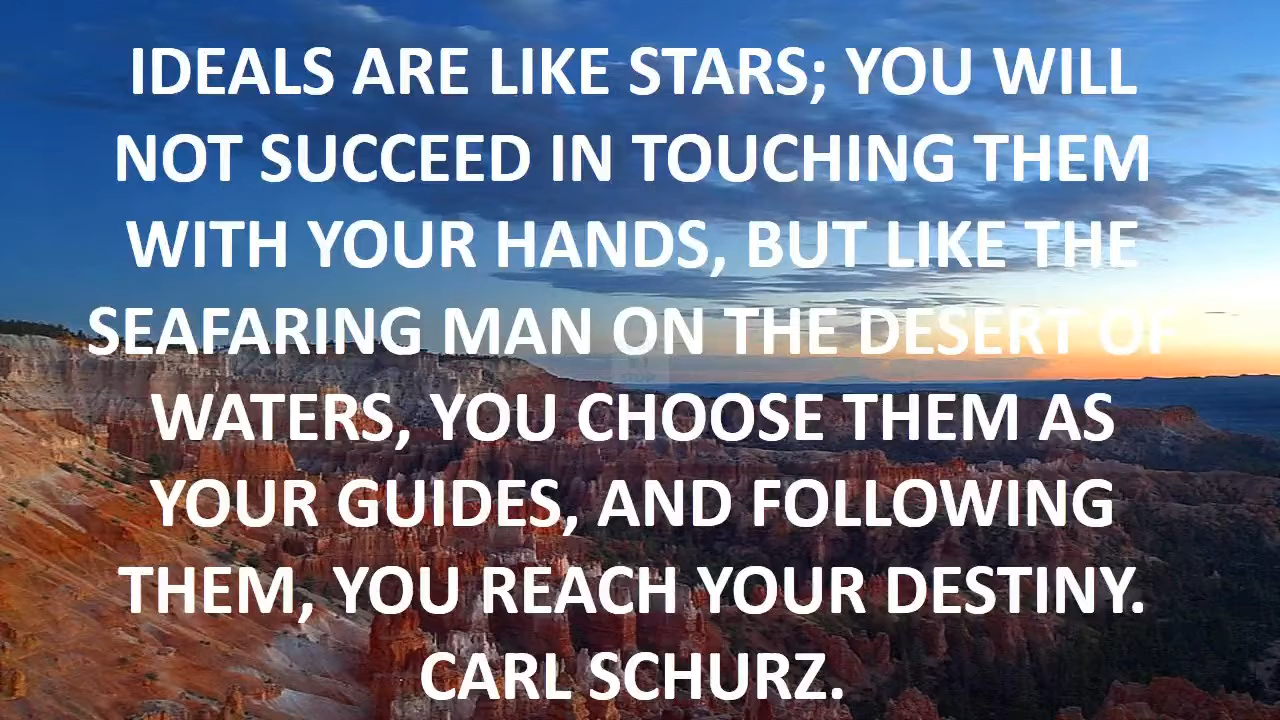 IDEALS ARE LIKE STARS; YOU WILL
NOT SUCCEED IN TOUCHING THEM
WITH YOUR HANDS, BUT LIKE THE
SEAFARING MAN ON THE DESERT OF
WATERS, YOU CHOOSE THEM AS
YOUR GUIDES, AND FOLLOWING
THEM, YOU REACH YOUR DESTINY.
CARL SCHURZ.